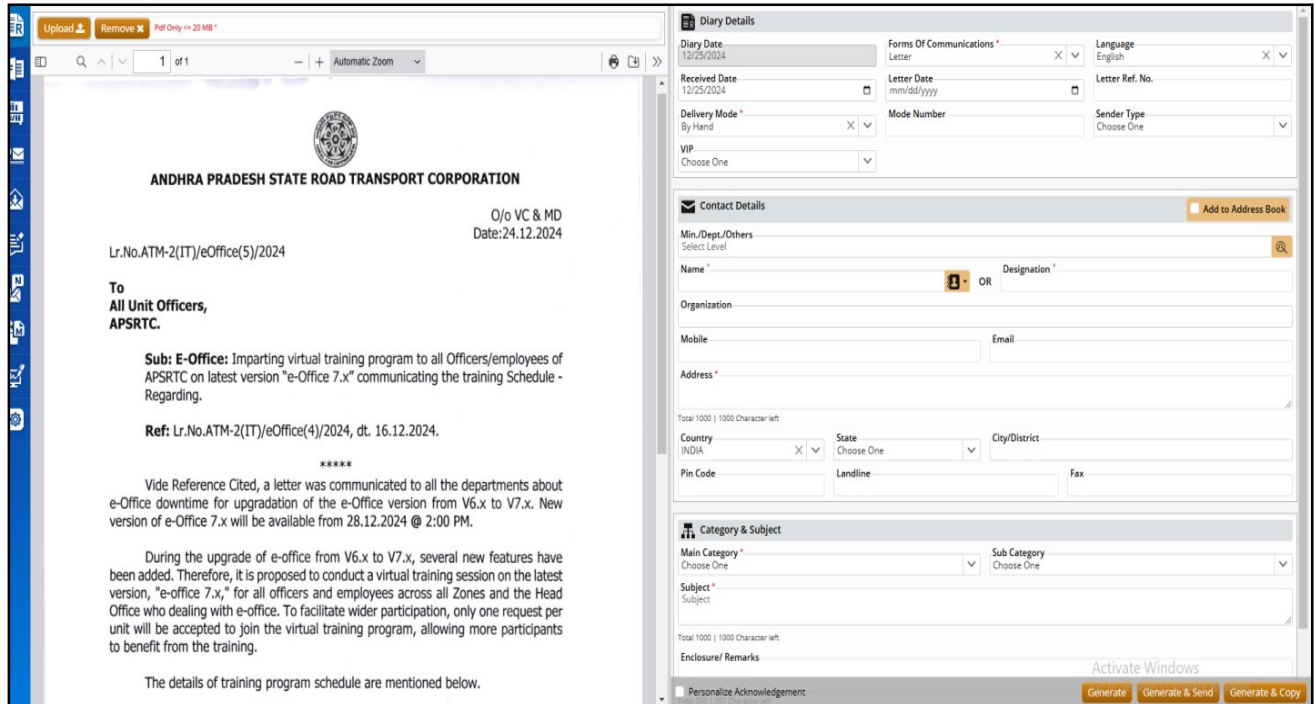 Upload
Remove X
Pdf Only <= 20 MB *
1 of 1
Automatic Zoom
ANDHRA PRADESH STATE ROAD TRANSPORT CORPORATION
O/o VC & MD
Date:24.12.2024
Lr.No.ATM-2(IT)/eOffice(5)/2024
To
All Unit Officers,
APSRTC.
Sub: E-Office: Imparting virtual training program to all Officers/employees of
APSRTC on latest version "e-Office 7.x" communicating the training Schedule -
Regarding.
Ref: Lr.No.ATM-2(IT)/eOffice(4)/2024, dt. 16.12.2024.
*****
Vide Reference Cited, a letter was communicated to all the departments about
e-Office downtime for upgradation of the e-Office version from V6.x to V7.x. New
version of e-Office 7.x will be available from 28.12.2024 @ 2:00 PM.
During the upgrade of e-office from V6.x to V7.x, several new features have
been added. Therefore, it is proposed to conduct a virtual training session on the latest
version, "e-office 7.x," for all officers and employees across all Zones and the Head
Office who dealing with e-office. To facilitate wider participation, only one request per
unit will be accepted to join the virtual training program, allowing more participants
to benefit from the training.
The details of training program schedule are mentioned below.
Diary Details
Diary Date
12/25/2024
Forms Of Communications *
Letter
Language
English
Received Date
12/25/2024
Letter Date
mm/dd/yyyy
Letter Ref. No.
Delivery Mode *
By Hand
Mode Number
Sender Type
Choose One
VIP
Choose One
Contact Details
Add to Address Book
Min./Dept./Others
Select Level
Name *
OR
Designation *
Organization
Mobile
Email
Address *
Total 1000 | 1000 Character left
Country
INDIA
State
Choose One
City/District
Pin Code
Landline
Fax
Category & Subject
Main Category *
Choose One
Sub Category
Choose One
Subject *
Subject
Total 1000 | 1000 Character left
Enclosure/ Remarks
Activate Windows
Personalize Acknowledgement
Generate
Generate & Send
Generate & Copy